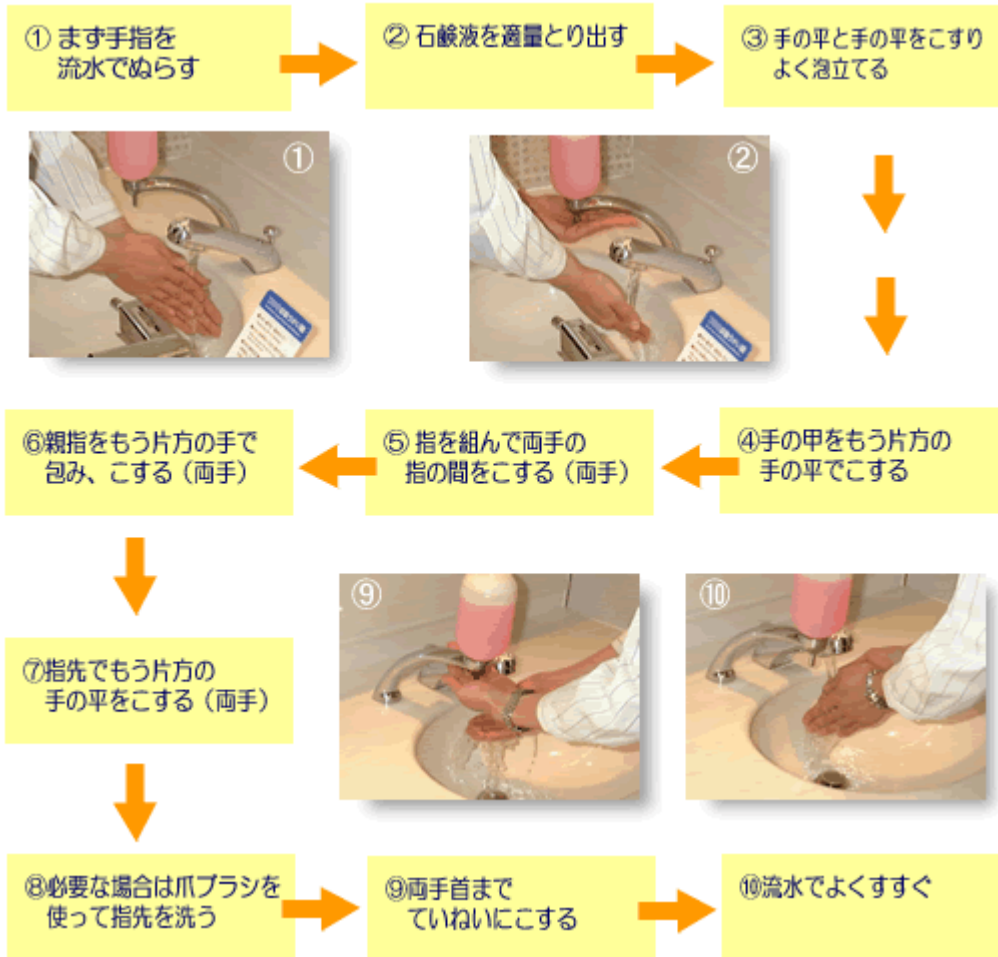 ① まず手指を
流水でぬらす
② 石鹸液を適量とり出す
③ 手の平と手の平をこすり
よく泡立てる
①
②
④手の甲をもう片方の
手の平でこする
⑤ 指を組んで両手の
指の間をこする（両手）
⑥親指をもう片方の手で
包み、こする（両手）
⑦指先でもう片方の
手の平をこする（両手）
⑨
⑩
⑧必要な場合は爪ブラシを
使って指先を洗う
⑨両手首まで
ていねいにこする
⑩流水でよくすすぐ